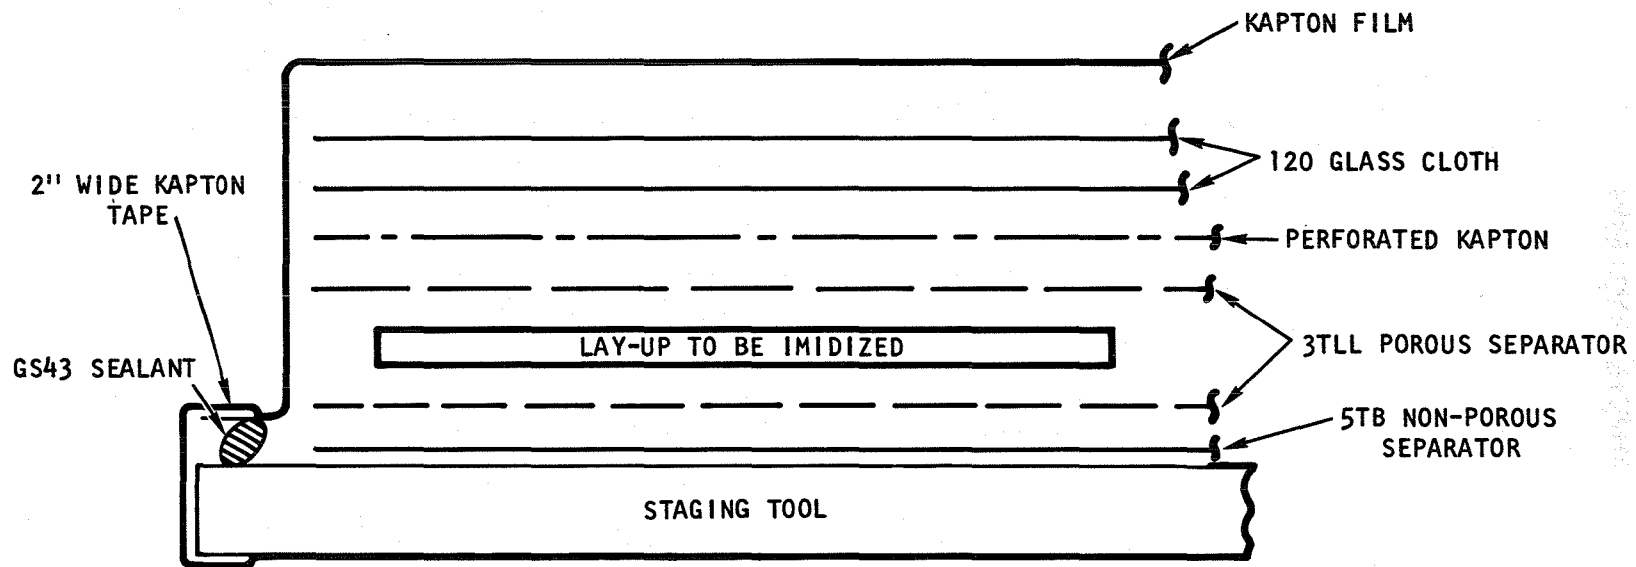 KAPTON FILM
120 GLASS CLOTH
2" WIDE KAPTON
TAPE
PERFORATED KAPTON
LAY-UP TO BE IMIDIZED
3TLL POROUS SEPARATOR
GS43 SEALANT
5TB NON-POROUS
SEPARATOR
STAGING TOOL